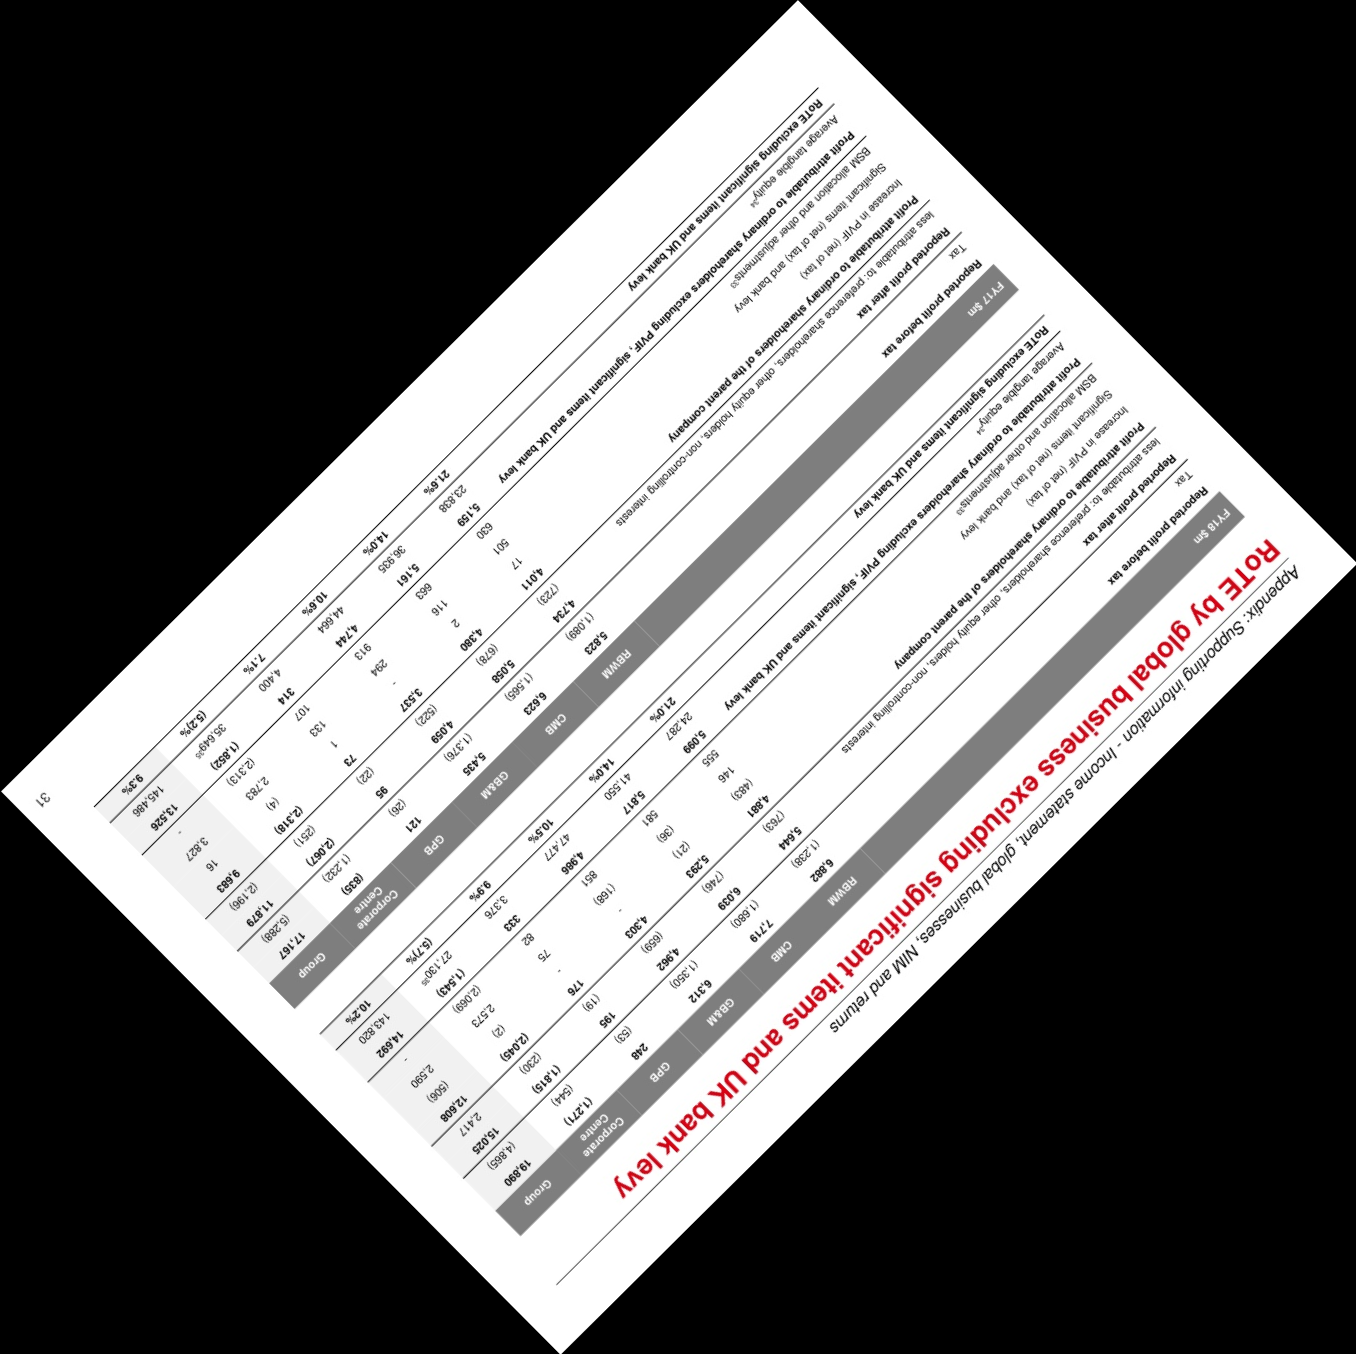 Appendix: Supporting information - Income statement, global businesses, NIM and returns
RoTE by global business excluding significant items and UK bank levy
FY18 $m RBWM CMB GB&M GPB Corporate Centre Group
Reported profit before tax 6,882 7,719 6,312 248 (1,271) 19,890
Tax (1,238) (1,680) (1,350) (53) (544) (4,865)
Reported profit after tax 5,644 6,039 4,962 195 (1,815) 15,025
less attributable to: preference shareholders, other equity holders, non-controlling interests (763) (746) (659) (19) (230) 2,417
Profit attributable to ordinary shareholders of the parent company 4,881 5,293 4,303 176 (2,045) 12,608
Increase in PVIF (net of tax) (483) (21) - - (2) (506)
Significant items (net of tax) and bank levy 146 (36) (168) 75 2,573 2,590
BSM allocation and other adjustments33 555 581 851 82 (2,069) -
Profit attributable to ordinary shareholders excluding PVIF, significant items and UK bank levy 5,099 5,817 4,986 333 (1,543) 14,692
Average tangible equity34 24,287 41,550 47,477 3,376 27,13035 143,820
RoTE excluding significant items and UK bank levy 21.0% 14.0% 10.5% 9.9% (5.7)% 10.2%
FY17 $m RBWM CMB GB&M GPB Corporate Centre Group
Reported profit before tax 5,823 6,623 5,435 121 (835) 17,167
Tax (1,089) (1,565) (1,376) (26) (1,232) (5,288)
Reported profit after tax 4,734 5,058 4,059 95 (2,067) 11,879
less attributable to: preference shareholders, other equity holders, non-controlling interests (723) (678) (522) (22) (251) (2,196)
Profit attributable to ordinary shareholders of the parent company 4,011 4,380 3,537 73 (2,318) 9,683
Increase in PVIF (net of tax) 17 2 - 1 (4) 16
Significant items (net of tax) and bank levy 501 116 294 133 2,783 3,827
BSM allocation and other adjustments33 630 663 913 107 (2,313) -
Profit attributable to ordinary shareholders excluding PVIF, significant items and UK bank levy 5,159 5,161 4,744 314 (1,852) 13,526
Average tangible equity34 23,838 36,935 44,664 4,400 35,64935 145,486
RoTE excluding significant items and UK bank levy 21.6% 14.0% 10.6% 7.1% (5.2)% 9.3%
31